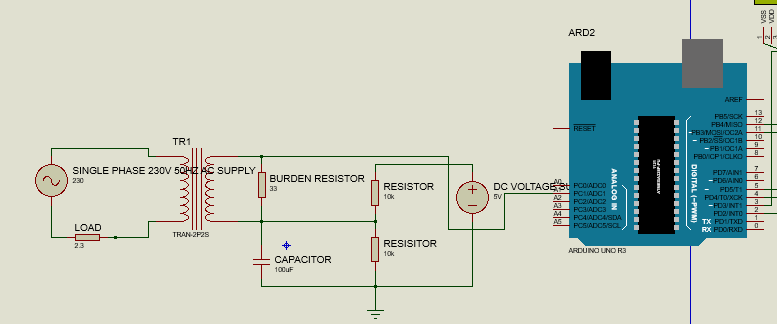 ARD2
VSS
VDD
1
2
3
AREF
RESET
13
PB5/SCK
12
PB4/MISO
11
PB3/MOSI/OC2A
10
PB2/SS/OC1B
9
PB1/OC1A
8
PB0/ICP1/CLKO
7
PD7/AIN1
6
PD6/AIN0
5
PD5/T1
4
PD4/T0/XCK
3
PD3/INT1
2
PD2/INT0
1
TX PD1/TXD
0
RX PD0/RXD
ANALOG IN
DIGITAL (~PWM)
A0
PC0/ADC0
PC1/ADC1
A2
PC2/ADC2
A3
PC3/ADC3
A4
PC4/ADC4/SDA
A5
PC5/ADC5/SCL
ARDUINO UNO R3
TR1
SINGLE PHASE 230V 50HZ AC SUPPLY
230
BURDEN RESISTOR
33
RESISTOR
10k
DC VOLTAGE SU
5V
LOAD
2.3
TRAN-2P2S
RESISITOR
10k
CAPACITOR
100uF